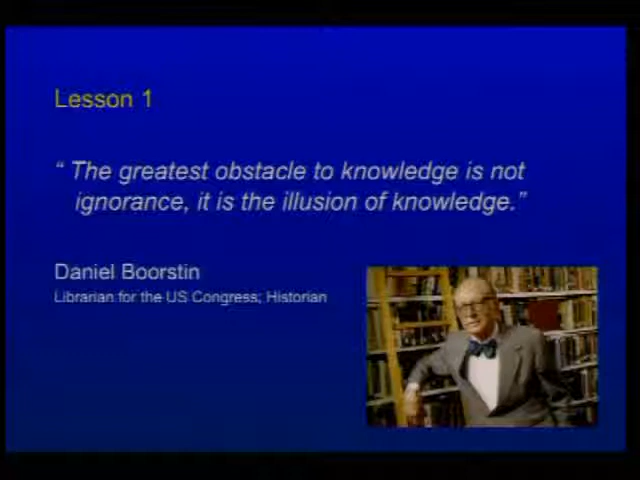 Lesson 1
“ The greatest obstacle to knowledge is not
ignorance, it is the illusion of knowledge.”
Daniel Boorstin
Librarian for the US Congress; Historian